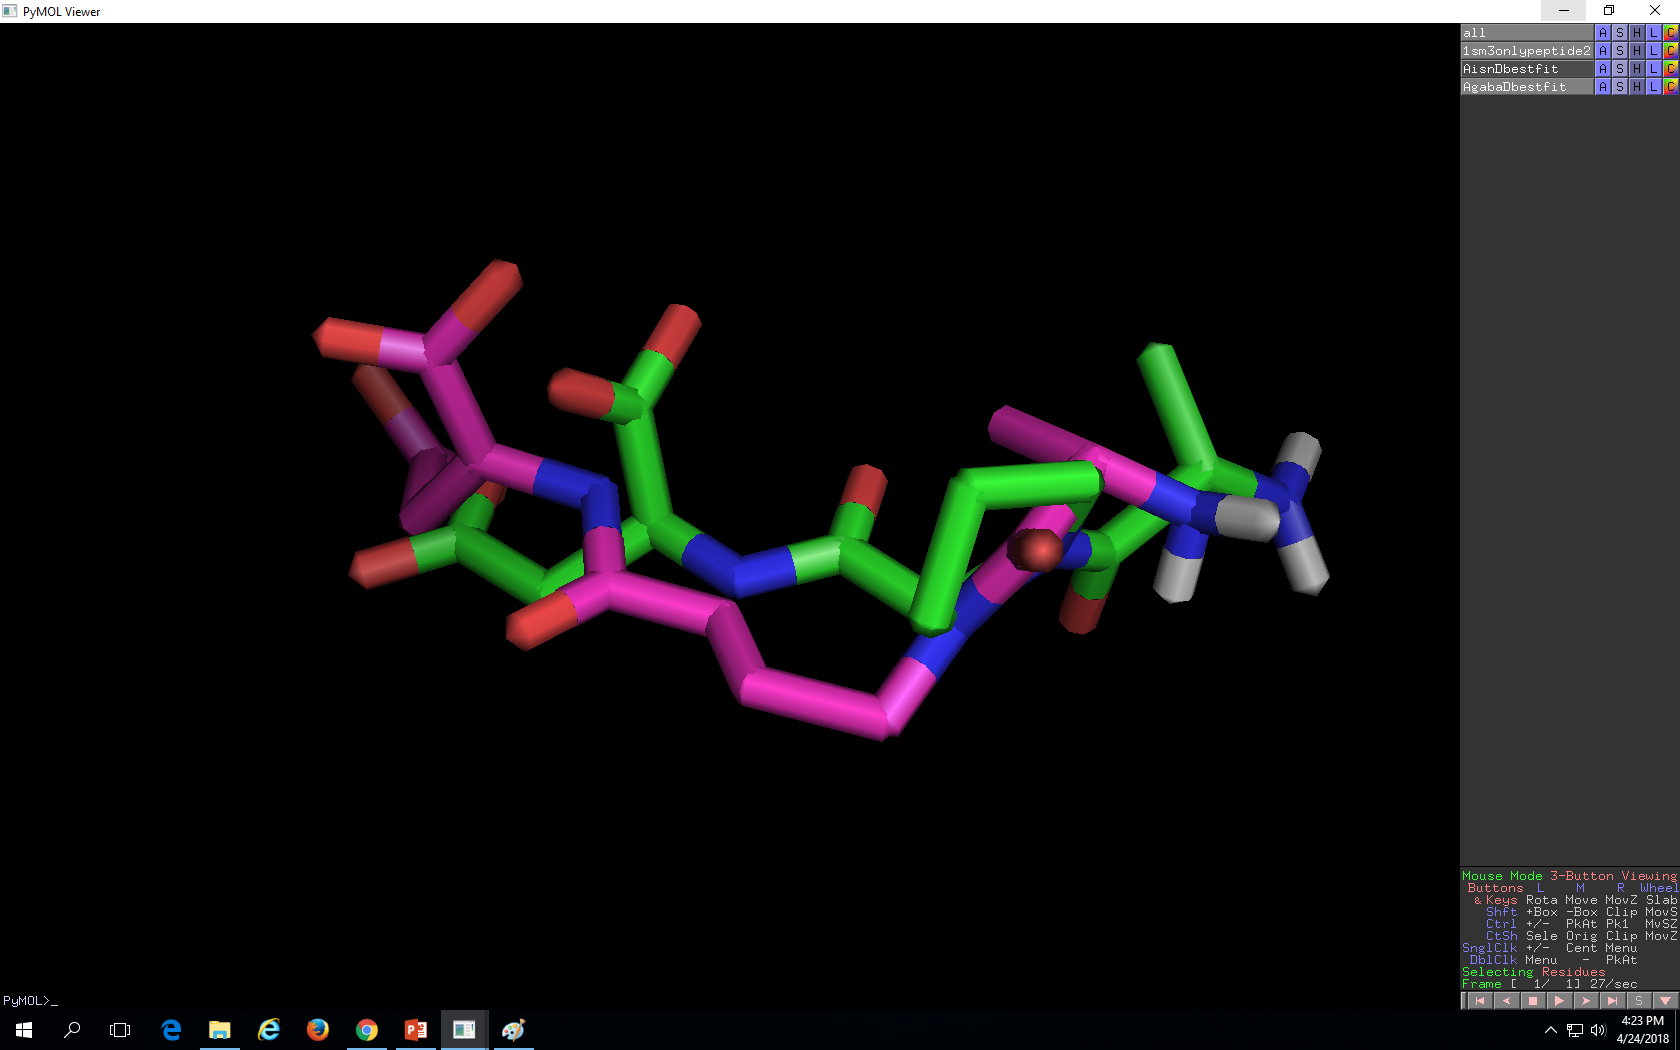 PyMOL Viewer
all A S H L C
1sm3onlypeptide2 A S H L C
AisnDbestfit A S H L C
AgabaDbestfit A S H L C
Mouse Mode 3-Button Viewing
Buttons L M R Wheel
& Keys Rota Move MovZ Slab
Shft +Box -Box Clip MovS
Ctrl +/- PkAt Pk1 MvSZ
CtSh Sele Orig Clip MovZ
SnglClk +/- Cent Menu
DblClk Menu - PkAt
Selecting Residues
Frame [ 1/ 1] 27/sec
S
PyMOL>_
4:23 PM
4/24/2018